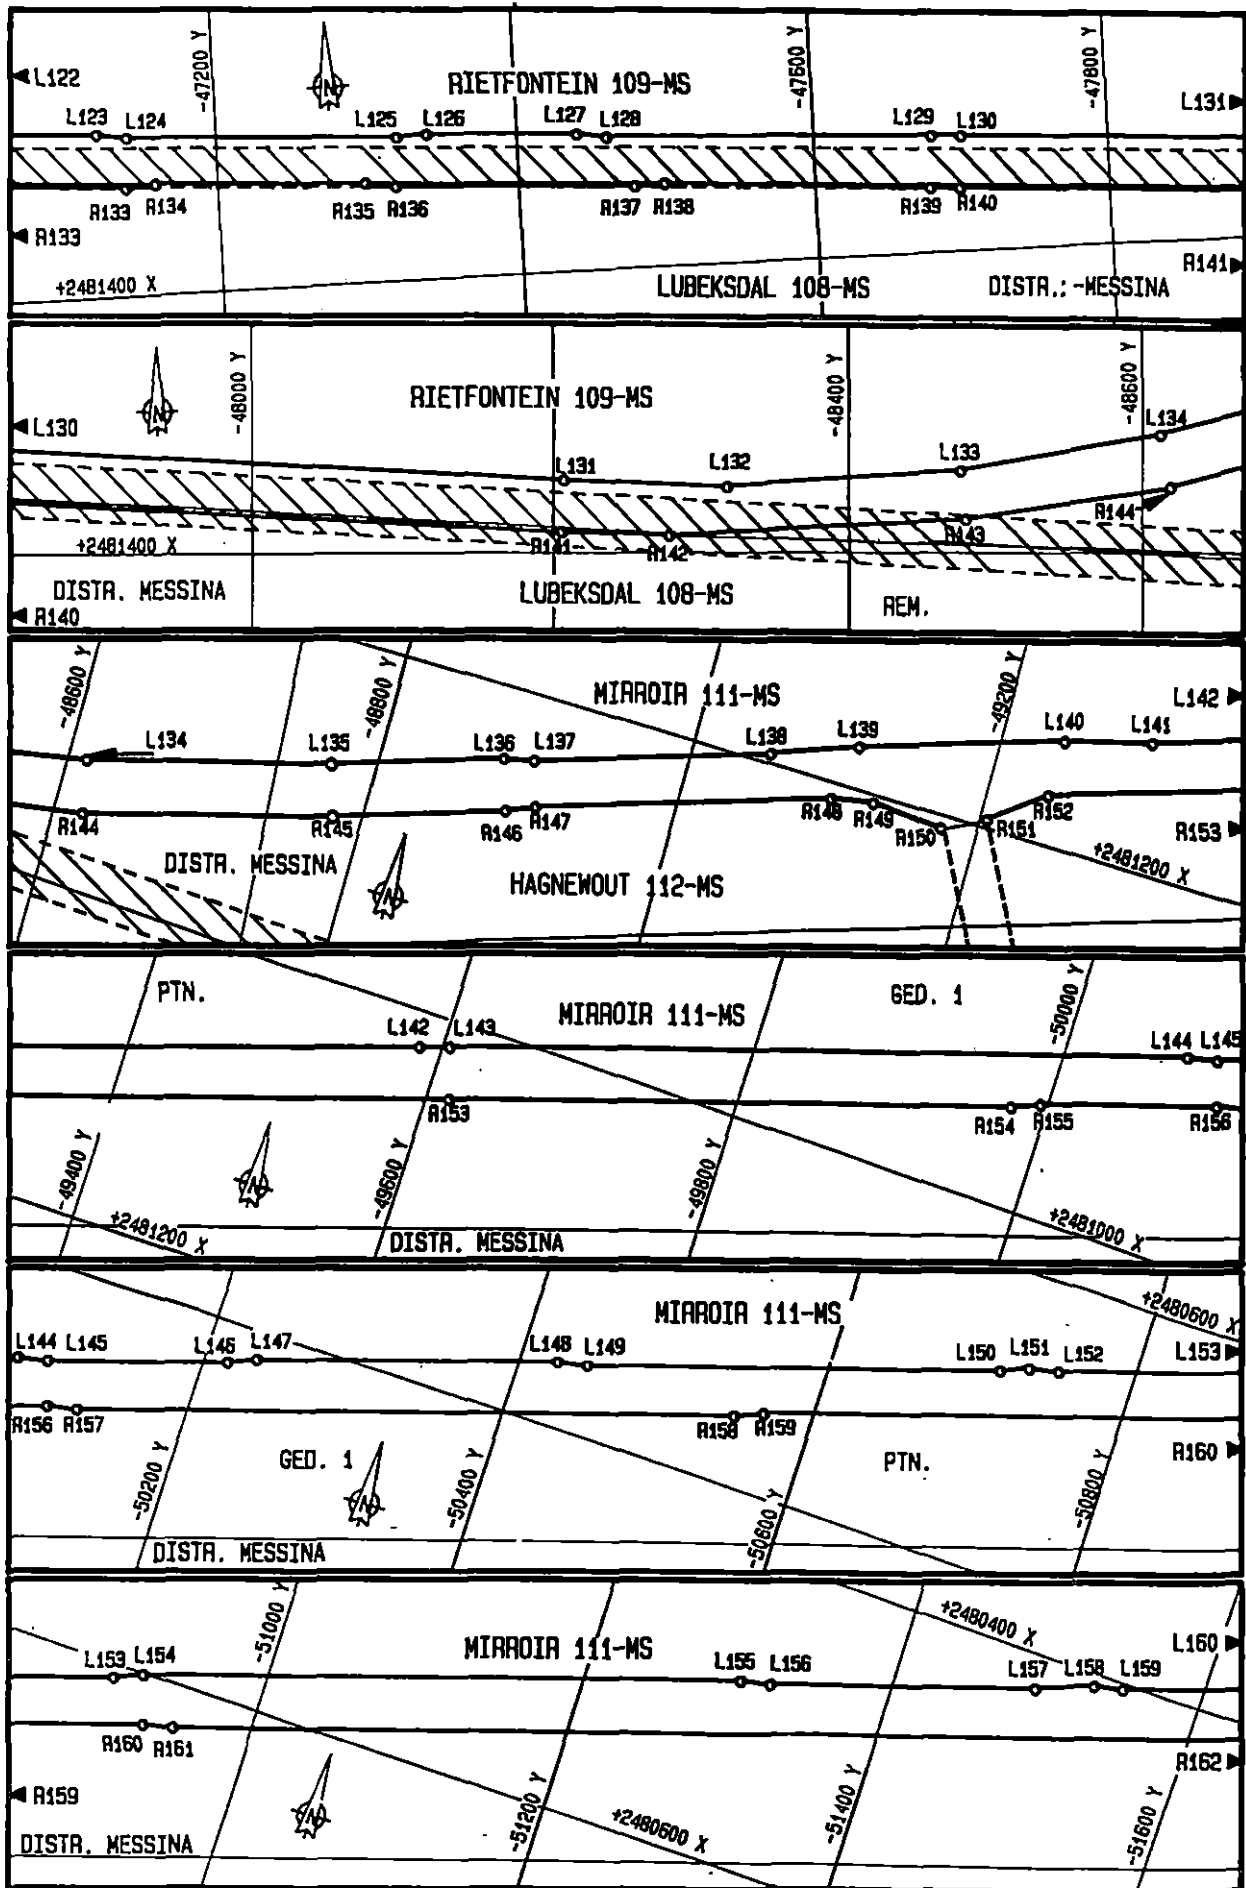 -47200 Y
-47600 Y
-47800 Y
L122
RIETFONTEIN 109-MS
L131
N
L123 L124 L125 L126 L127 L128 L129 L130
R133 R134 R135 R136 R137 R138 R139 R140
R133
R141
+2481400 X
LUBEKSDAL 108-MS
DISTR.:-MESSINA
-48000 Y
-48400 Y
-48600 Y
RIETFONTEIN 109-MS
L130
N
L131 L132 L133 L134
R141 R142 R143 R144
+2481400 X
DISTR. MESSINA
LUBEKSDAL 108-MS
REM.
R140
-48600 Y
-48800 Y
-49200 Y
MIRROIR 111-MS
L142
L134 L135 L136 L137 L138 L139 L140 L141
R144 R145 R146 R147 R148 R149 R150 R151 R152
R153
DISTR. MESSINA
N
HAGNEWOUT 112-MS
+2481200 X
PTN.
GED. 1
MIRROIR 111-MS
-50000 Y
L142 L143 L144 L145
R153 R154 R155 R156
-49400 Y
-49600 Y
-49800 Y
N
+2481200 X
DISTR. MESSINA
+2481000 X
MIRROIR 111-MS
+2480600 X
L144 L145 L146 L147 L148 L149 L150 L151 L152
L153
R156 R157 R158 R159
R160
GED. 1
PTN.
N
-50200 Y
-50400 Y
-50600 Y
-50800 Y
DISTR. MESSINA
-51000 Y
+2480400 X
MIRROIR 111-MS
L160
L153 L154 L155 L156 L157 L158 L159
R160 R161
R162
R159
N
-51200 Y
+2480600 X
-51400 Y
-51600 Y
DISTR. MESSINA